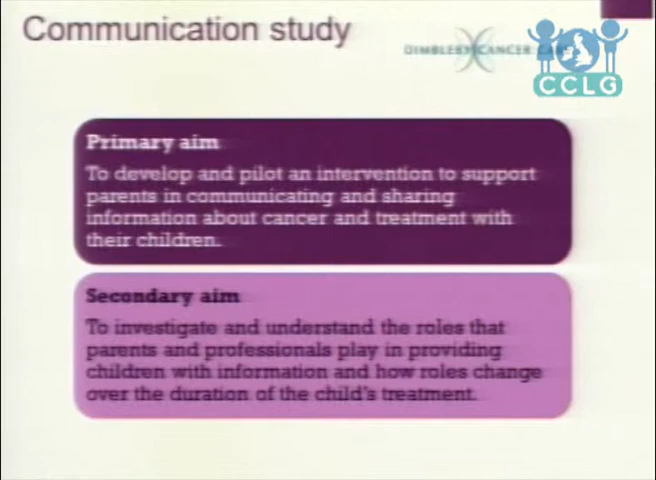 Communication study
DIMBLEBY CANCER CARE
CCLG
Primary aim
To develop and pilot an intervention to support
parents in communicating and sharing
information about cancer and treatment with
their children.
Secondary aim
To investigate and understand the roles that
parents and professionals play in providing
children with information and how roles change
over the duration of the child's treatment.